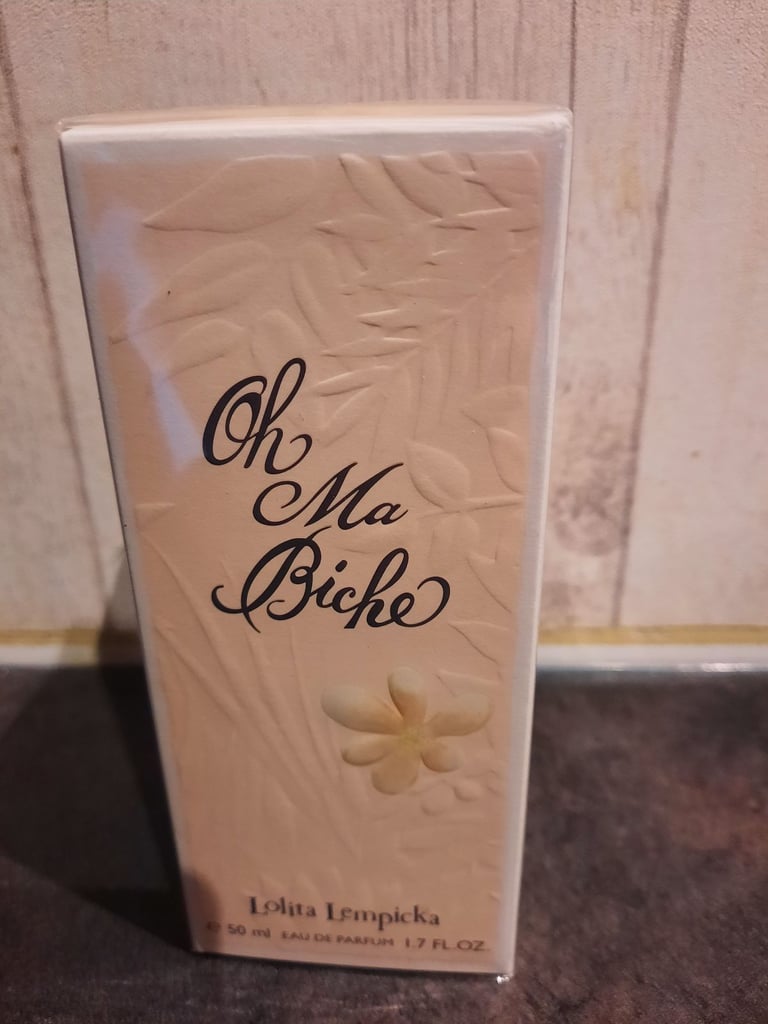 Oh
Ma
Biche
Lolita Lempicka
℮ 50 ml EAU DE PARFUM 1.7 FL.OZ